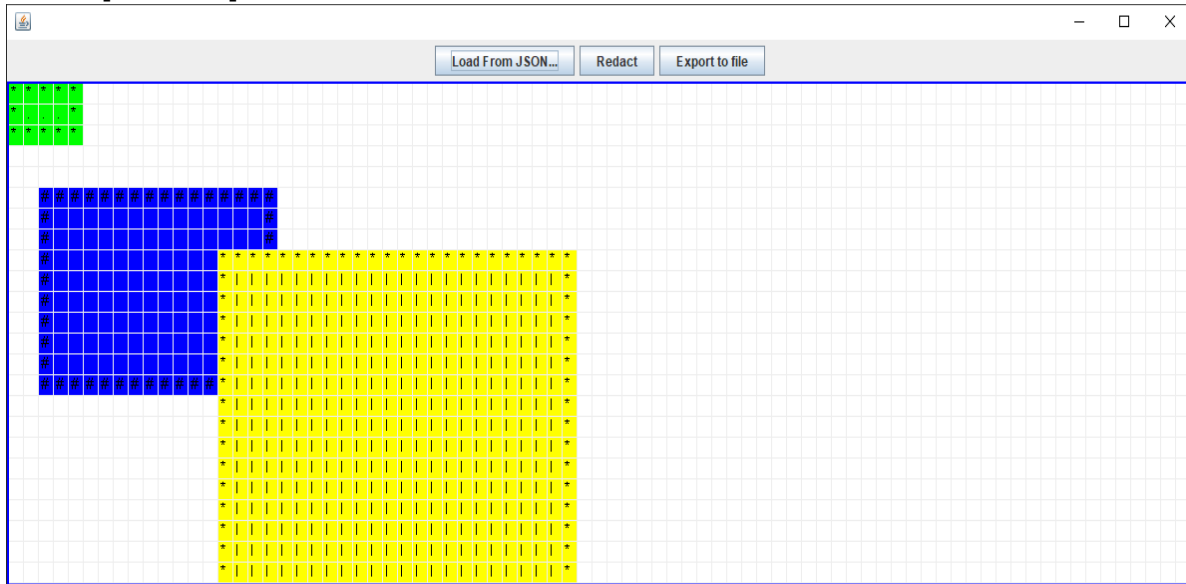 Load From JSON... Redact Export to file
* * * * *
* . . . *
* * * * *
# # # # # # # # # # # # # # # #
# #
# #
# * * * * * * * * * * * * * * * * * * * * * * * *
# * | | | | | | | | | | | | | | | | | | | | | | *
# * | | | | | | | | | | | | | | | | | | | | | | *
# * | | | | | | | | | | | | | | | | | | | | | | *
# * | | | | | | | | | | | | | | | | | | | | | | *
# * | | | | | | | | | | | | | | | | | | | | | | *
# # # # # # # # # # # # * | | | | | | | | | | | | | | | | | | | | | | *
* | | | | | | | | | | | | | | | | | | | | | | *
* | | | | | | | | | | | | | | | | | | | | | | *
* | | | | | | | | | | | | | | | | | | | | | | *
* | | | | | | | | | | | | | | | | | | | | | | *
* | | | | | | | | | | | | | | | | | | | | | | *
* | | | | | | | | | | | | | | | | | | | | | | *
* | | | | | | | | | | | | | | | | | | | | | | *
* | | | | | | | | | | | | | | | | | | | | | | *
* | | | | | | | | | | | | | | | | | | | | | | *